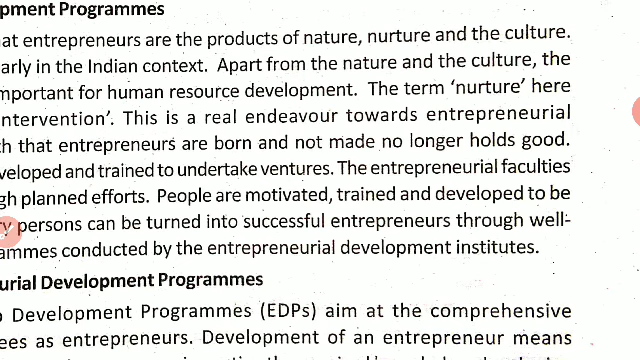 pment Programmes
at entrepreneurs are the products of nature, nurture and the culture.
arly in the Indian context. Apart from the nature and the culture, the
mportant for human resource development. The term ‘nurture’ here
ntervention’. This is a real endeavour towards entrepreneurial
h that entrepreneurs are born and not made no longer holds good.
veloped and trained to undertake ventures. The entrepreneurial faculties
gh planned efforts. People are motivated, trained and developed to be
ry persons can be turned into successful entrepreneurs through well-
ammes conducted by the entrepreneurial development institutes.
urial Development Programmes
Development Programmes (EDPs) aim at the comprehensive
ees as entrepreneurs. Development of an entrepreneur means